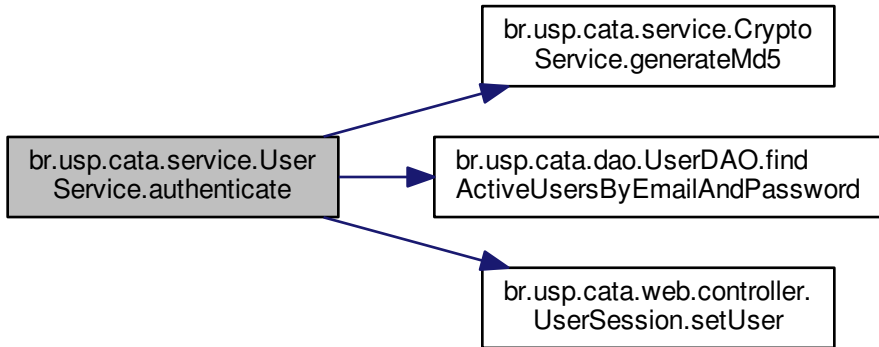 br.usp.cata.service.Crypto
Service.generateMd5
br.usp.cata.service.User
Service.authenticate
br.usp.cata.dao.UserDAO.find
ActiveUsersByEmailAndPassword
br.usp.cata.web.controller.
UserSession.setUser